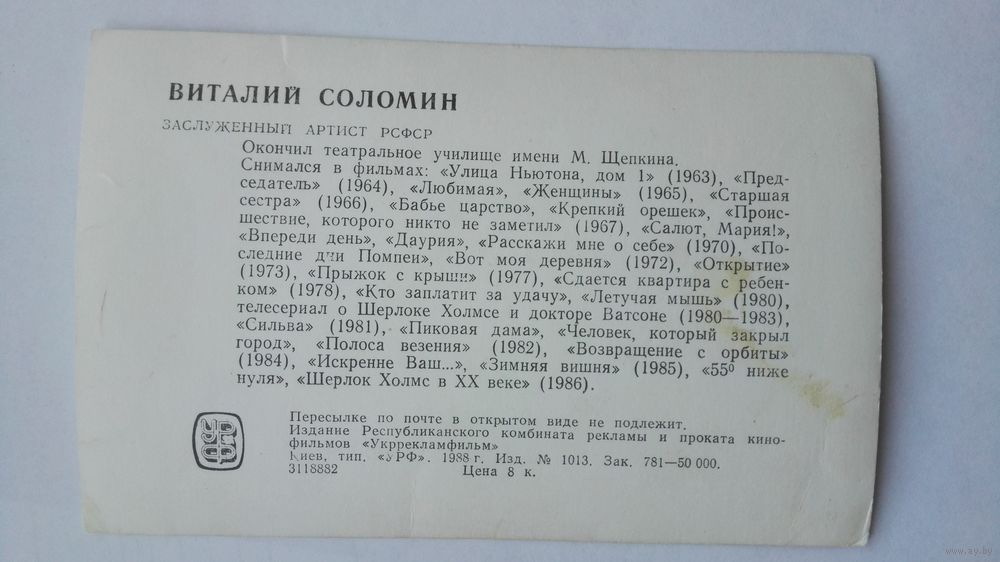 ВИТАЛИЙ СОЛОМИН
ЗАСЛУЖЕННЫЙ АРТИСТ РСФСР
Окончил театральное училище имени М. Щепкина.
Снимался в фильмах: «Улица Ньютона, дом 1» (1963), «Пред-
седатель» (1964), «Любимая», «Женщины» (1965), «Старшая
сестра» (1966), «Бабье царство», «Крепкий орешек», «Проис-
шествие, которого никто не заметил» (1967), «Салют, Мария!»,
«Впереди день», «Даурия», «Расскажи мне о себе» (1970), «По-
следние дни Помпеи», «Вот моя деревня» (1972), «Открытие»
(1973), «Прыжок с крыши» (1977), «Сдается квартира с ребен-
ком» (1978), «Кто заплатит за удачу», «Летучая мышь» (1980),
телесериал о Шерлоке Холмсе и докторе Ватсоне (1980—1983),
«Сильва» (1981), «Пиковая дама», «Человек, который закрыл
город», «Полоса везения» (1982), «Возвращение с орбиты»
(1984), «Искренне Ваш...», «Зимняя вишня» (1985), «55⁰ ниже
нуля», «Шерлок Холмс в XX веке» (1986).
Пересылке по почте в открытом виде не подлежит.
Издание Республиканского комбината рекламы и проката кино-
фильмов «Укррекламфильм»
Киев, тип. «УРФ». 1988 г. Изд. № 1013. Зак. 781—50 000.
3118882 Цена 8 к.
www.ay.by